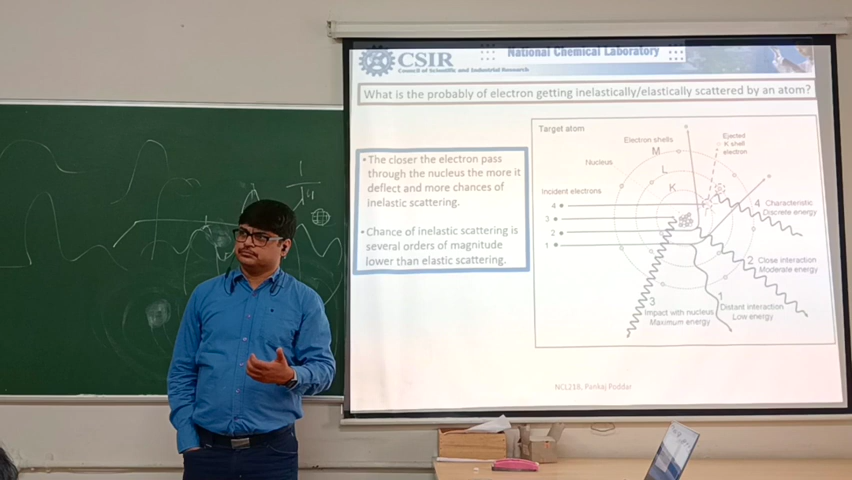 CSIR
Council of Scientific and Industrial Research
National Chemical Laboratory
What is the probably of electron getting inelastically/elastically scattered by an atom?
• The closer the electron pass
through the nucleus the more it
deflect and more chances of
inelastic scattering.
• Chance of inelastic scattering is
several orders of magnitude
lower than elastic scattering.
Target atom
Electron shells
M
L
K
Nucleus
Ejected
K shell
electron
Incident electrons
4
3
2
1
4 Characteristic
Discrete energy
2 Close interaction
Moderate energy
1
Distant interaction
Low energy
3
Impact with nucleus
Maximum energy
NCL218, Pankaj Poddar